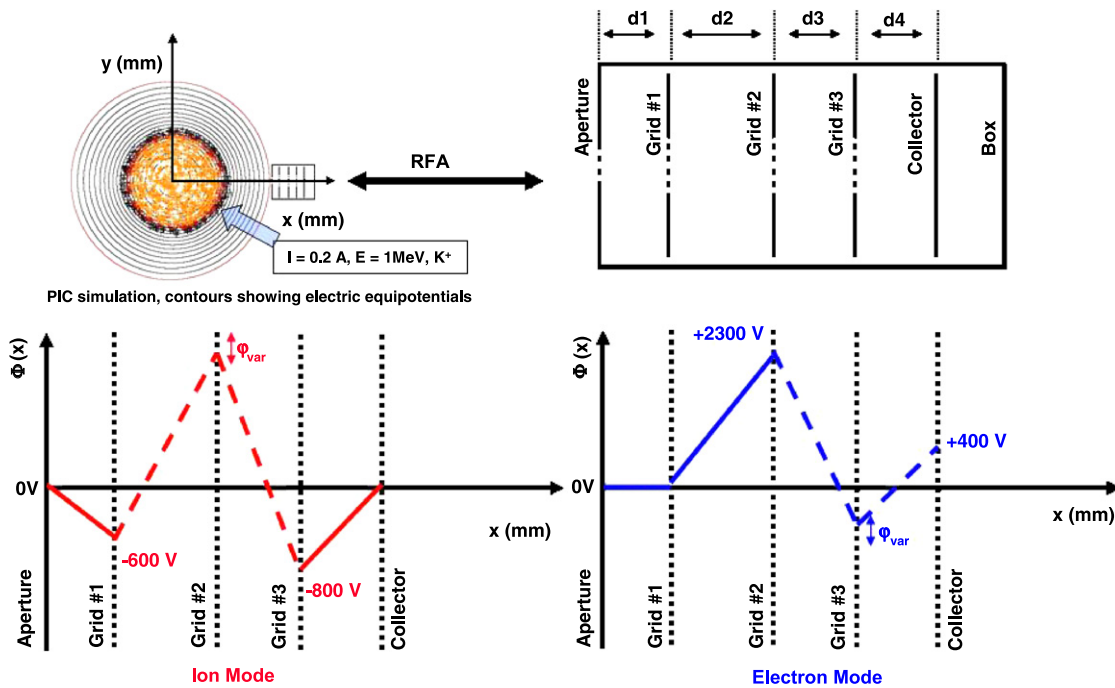 y (mm)
x (mm)
I = 0.2 A, E = 1MeV, K⁺
PIC simulation, contours showing electric equipotentials
RFA
d1 d2 d3 d4
Aperture
Grid #1
Grid #2
Grid #3
Collector
Box
Φ(x)
φvar
0V
x (mm)
-600 V
-800 V
Aperture
Grid #1
Grid #2
Grid #3
Collector
Ion Mode
Φ(x)
+2300 V
+400 V
0V
x (mm)
φvar
Aperture
Grid #1
Grid #2
Grid #3
Collector
Electron Mode